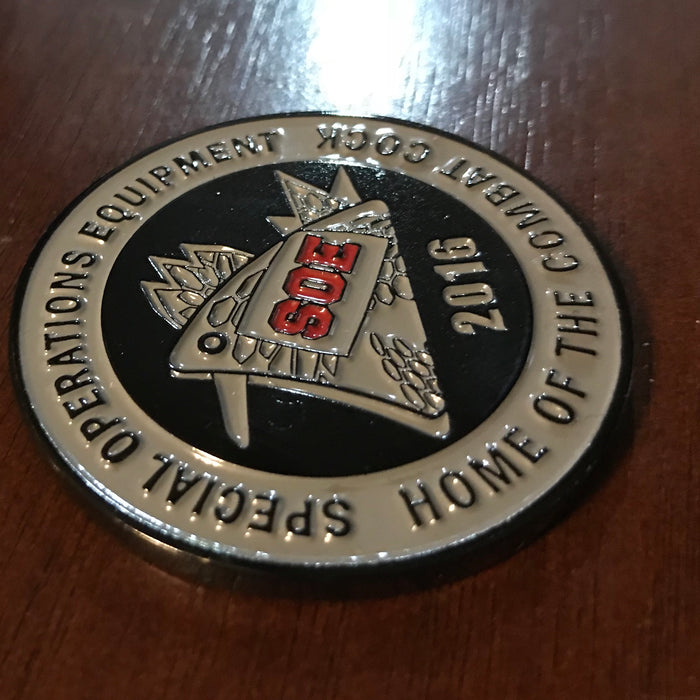 SPECIAL OPERATIONS EQUIPMENT
SOE
2016
HOME OF THE COMBAT COCK